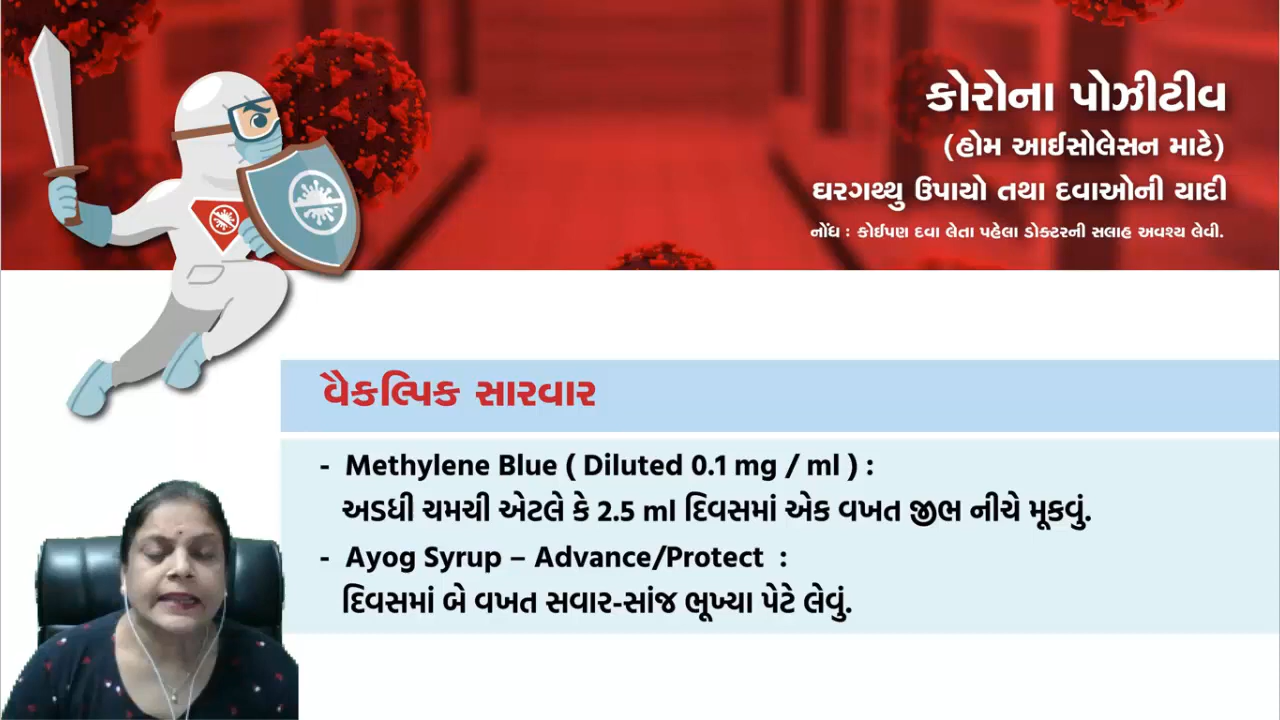 કોરોના પોઝીટીવ
(હોમ આઈસોલેસન માટે)
ઘરગથ્થુ ઉપાયો તથા દવાઓની યાદી
નોંધ : કોઈપણ દવા લેતા પહેલા ડોક્ટરની સલાહ અવશ્ય લેવી.
વૈકલ્પિક સારવાર
- Methylene Blue ( Diluted 0.1 mg / ml ) :
અડધી ચમચી એટલે કે 2.5 ml દિવસમાં એક વખત જીભ નીચે મૂકવું.
- Ayog Syrup – Advance/Protect :
દિવસમાં બે વખત સવાર-સાંજ ભૂખ્યા પેટે લેવું.